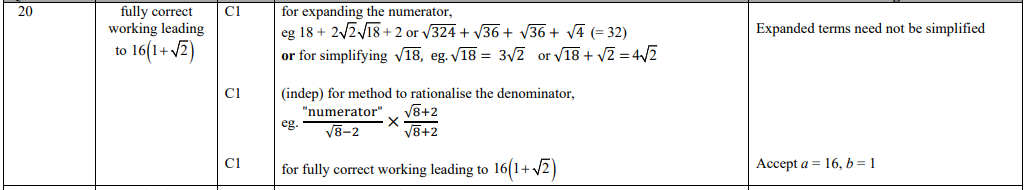 20 fully correct C1 for expanding the numerator,
working leading eg 18 + 2√2√18 + 2 or √324 + √36 + √36 + √4 (= 32) Expanded terms need not be simplified
to 16(1+√2) or for simplifying √18, eg. √18 = 3√2 or √18 + √2 = 4√2
C1 (indep) for method to rationalise the denominator,
eg. "numerator"/√8−2 × √8+2/√8+2
C1 for fully correct working leading to 16(1+√2) Accept a = 16, b = 1